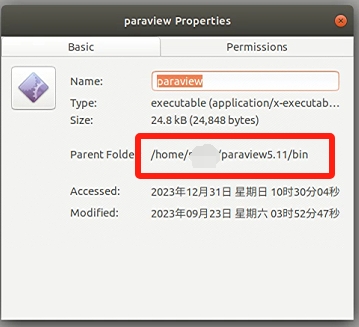 paraview Properties
Basic
Permissions
Name: paraview
Type: executable (application/x-executab…
Size: 24.8 kB (24,848 bytes)
Parent Folde /home/ /paraview5.11/bin
Accessed: 2023年12月31日 星期日 10时30分04秒
Modified: 2023年09月23日 星期六 03时52分47秒